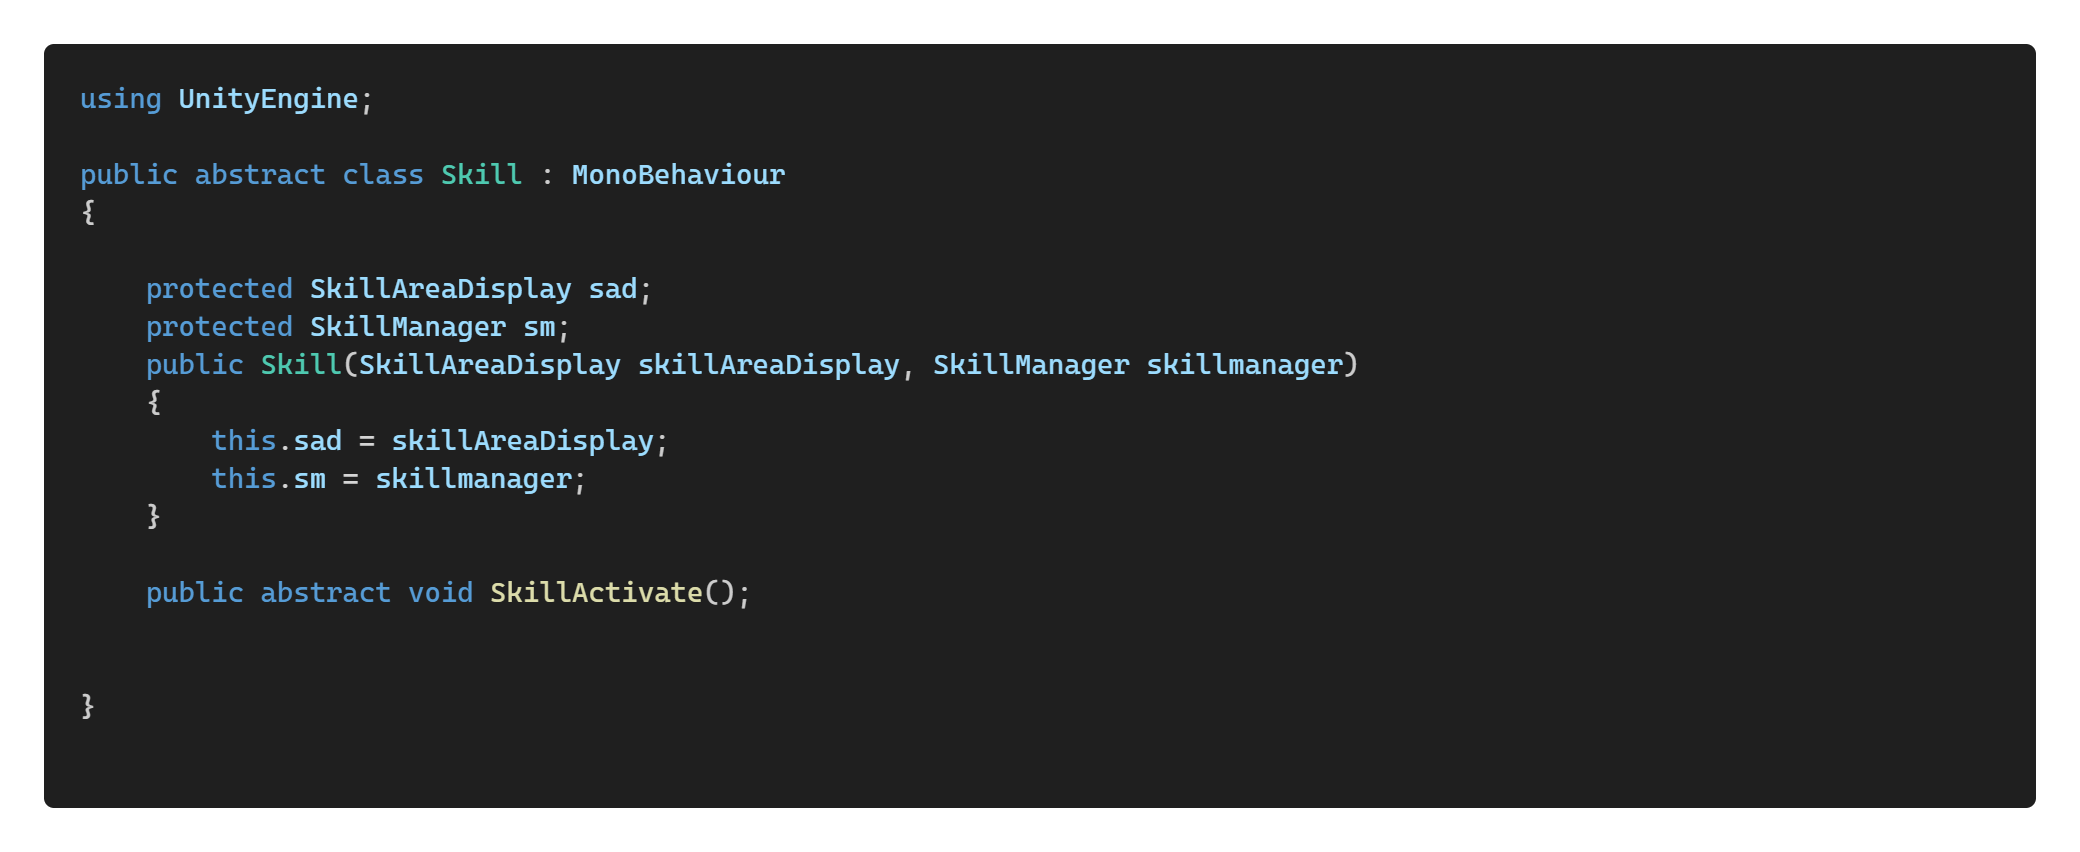 using UnityEngine;
public abstract class Skill : MonoBehaviour
{
protected SkillAreaDisplay sad;
protected SkillManager sm;
public Skill(SkillAreaDisplay skillAreaDisplay, SkillManager skillmanager)
{
this.sad = skillAreaDisplay;
this.sm = skillmanager;
}
public abstract void SkillActivate();
}